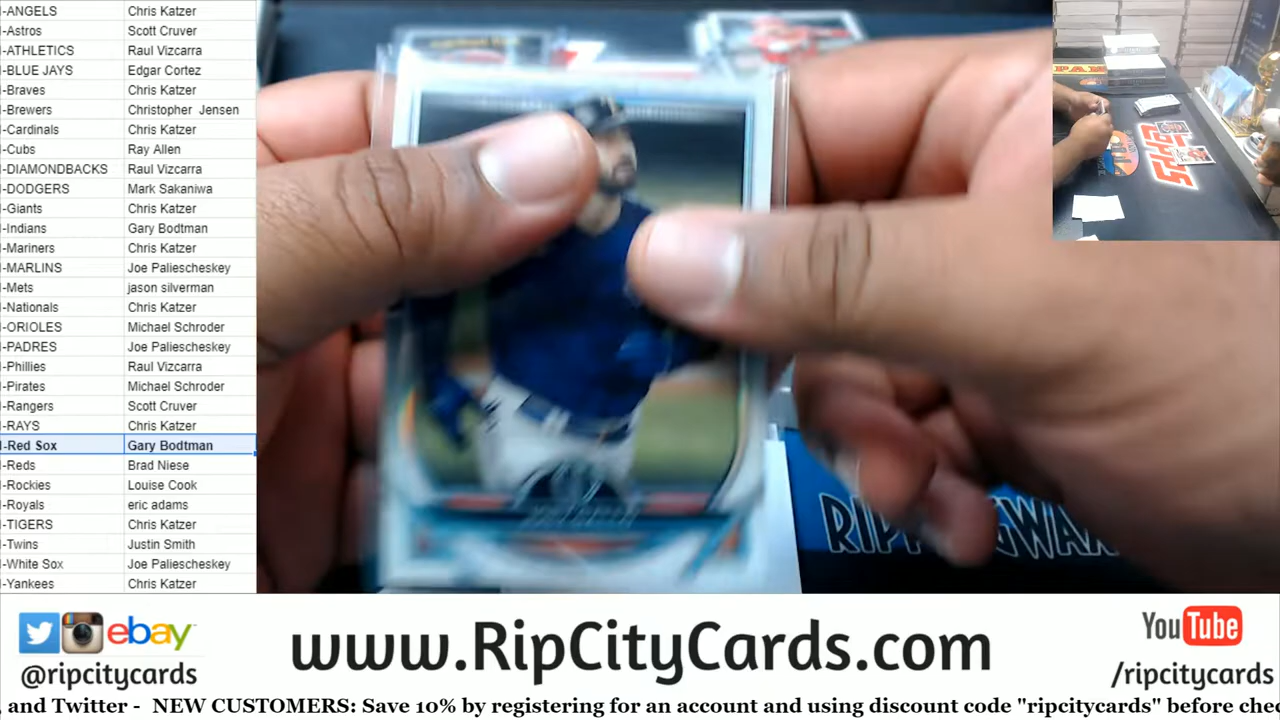 I-ANGELS Chris Katzer
I-Astros Scott Cruver
I-ATHLETICS Raul Vizcarra
I-BLUE JAYS Edgar Cortez
I-Braves Chris Katzer
I-Brewers Christopher Jensen
I-Cardinals Chris Katzer
I-Cubs Ray Allen
I-DIAMONDBACKS Raul Vizcarra
I-DODGERS Mark Sakaniwa
I-Giants Chris Katzer
I-Indians Gary Bodtman
I-Mariners Chris Katzer
I-MARLINS Joe Paliescheskey
I-Mets jason silverman
I-Nationals Chris Katzer
I-ORIOLES Michael Schroder
I-PADRES Joe Paliescheskey
I-Phillies Raul Vizcarra
I-Pirates Michael Schroder
I-Rangers Scott Cruver
I-RAYS Chris Katzer
I-Red Sox Gary Bodtman
I-Reds Brad Niese
I-Rockies Louise Cook
I-Royals eric adams
I-TIGERS Chris Katzer
I-Twins Justin Smith
I-White Sox Joe Paliescheskey
I-Yankees Chris Katzer
TOPPS
ebay
@ripcitycards
www.RipCityCards.com
YouTube
/ripcitycards
, and Twitter - NEW CUSTOMERS: Save 10% by registering for an account and using discount code "ripcitycards" before chec